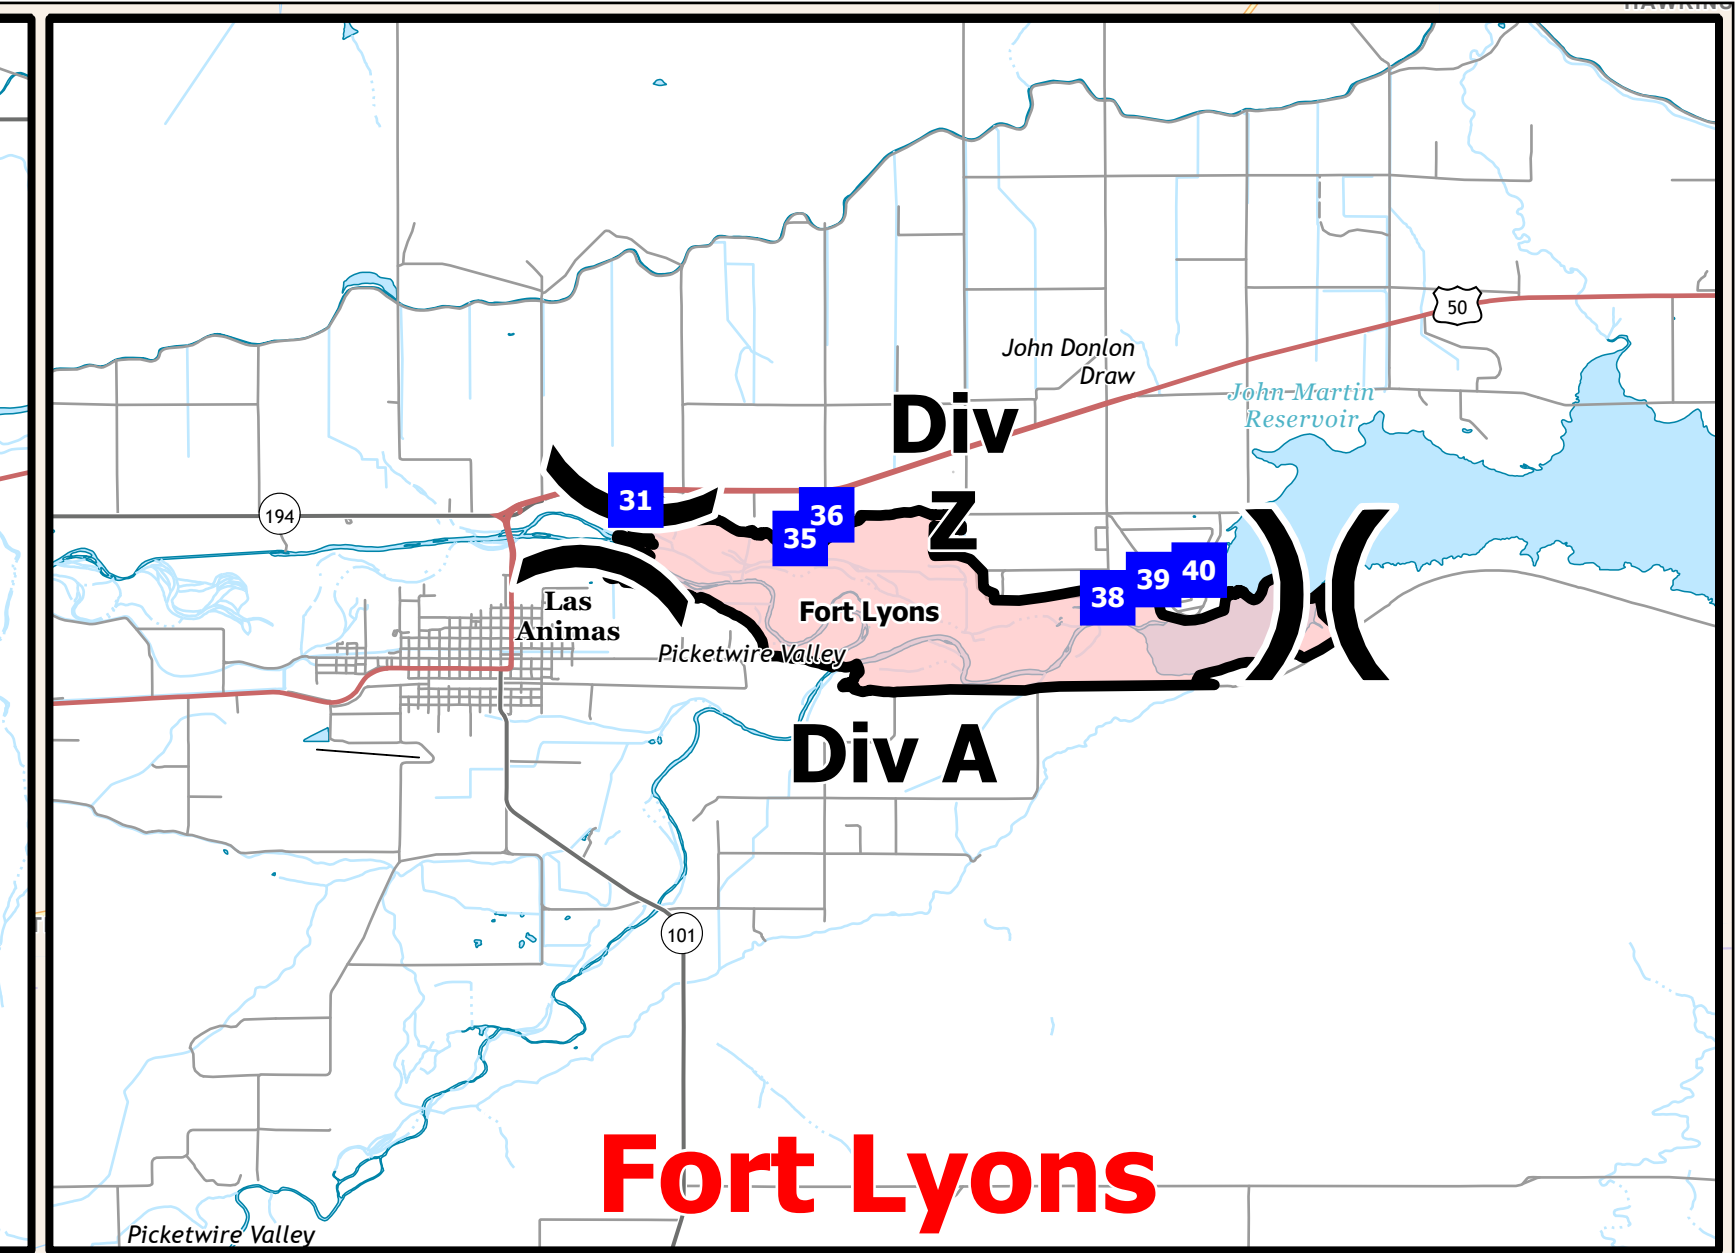 50
John Donlon
Draw
John Martin
Reservoir
Div
Z
31
36
35
194
40
39
38
Las
Animas
Fort Lyons
Picketwire Valley
Div A
101
Fort Lyons
Picketwire Valley